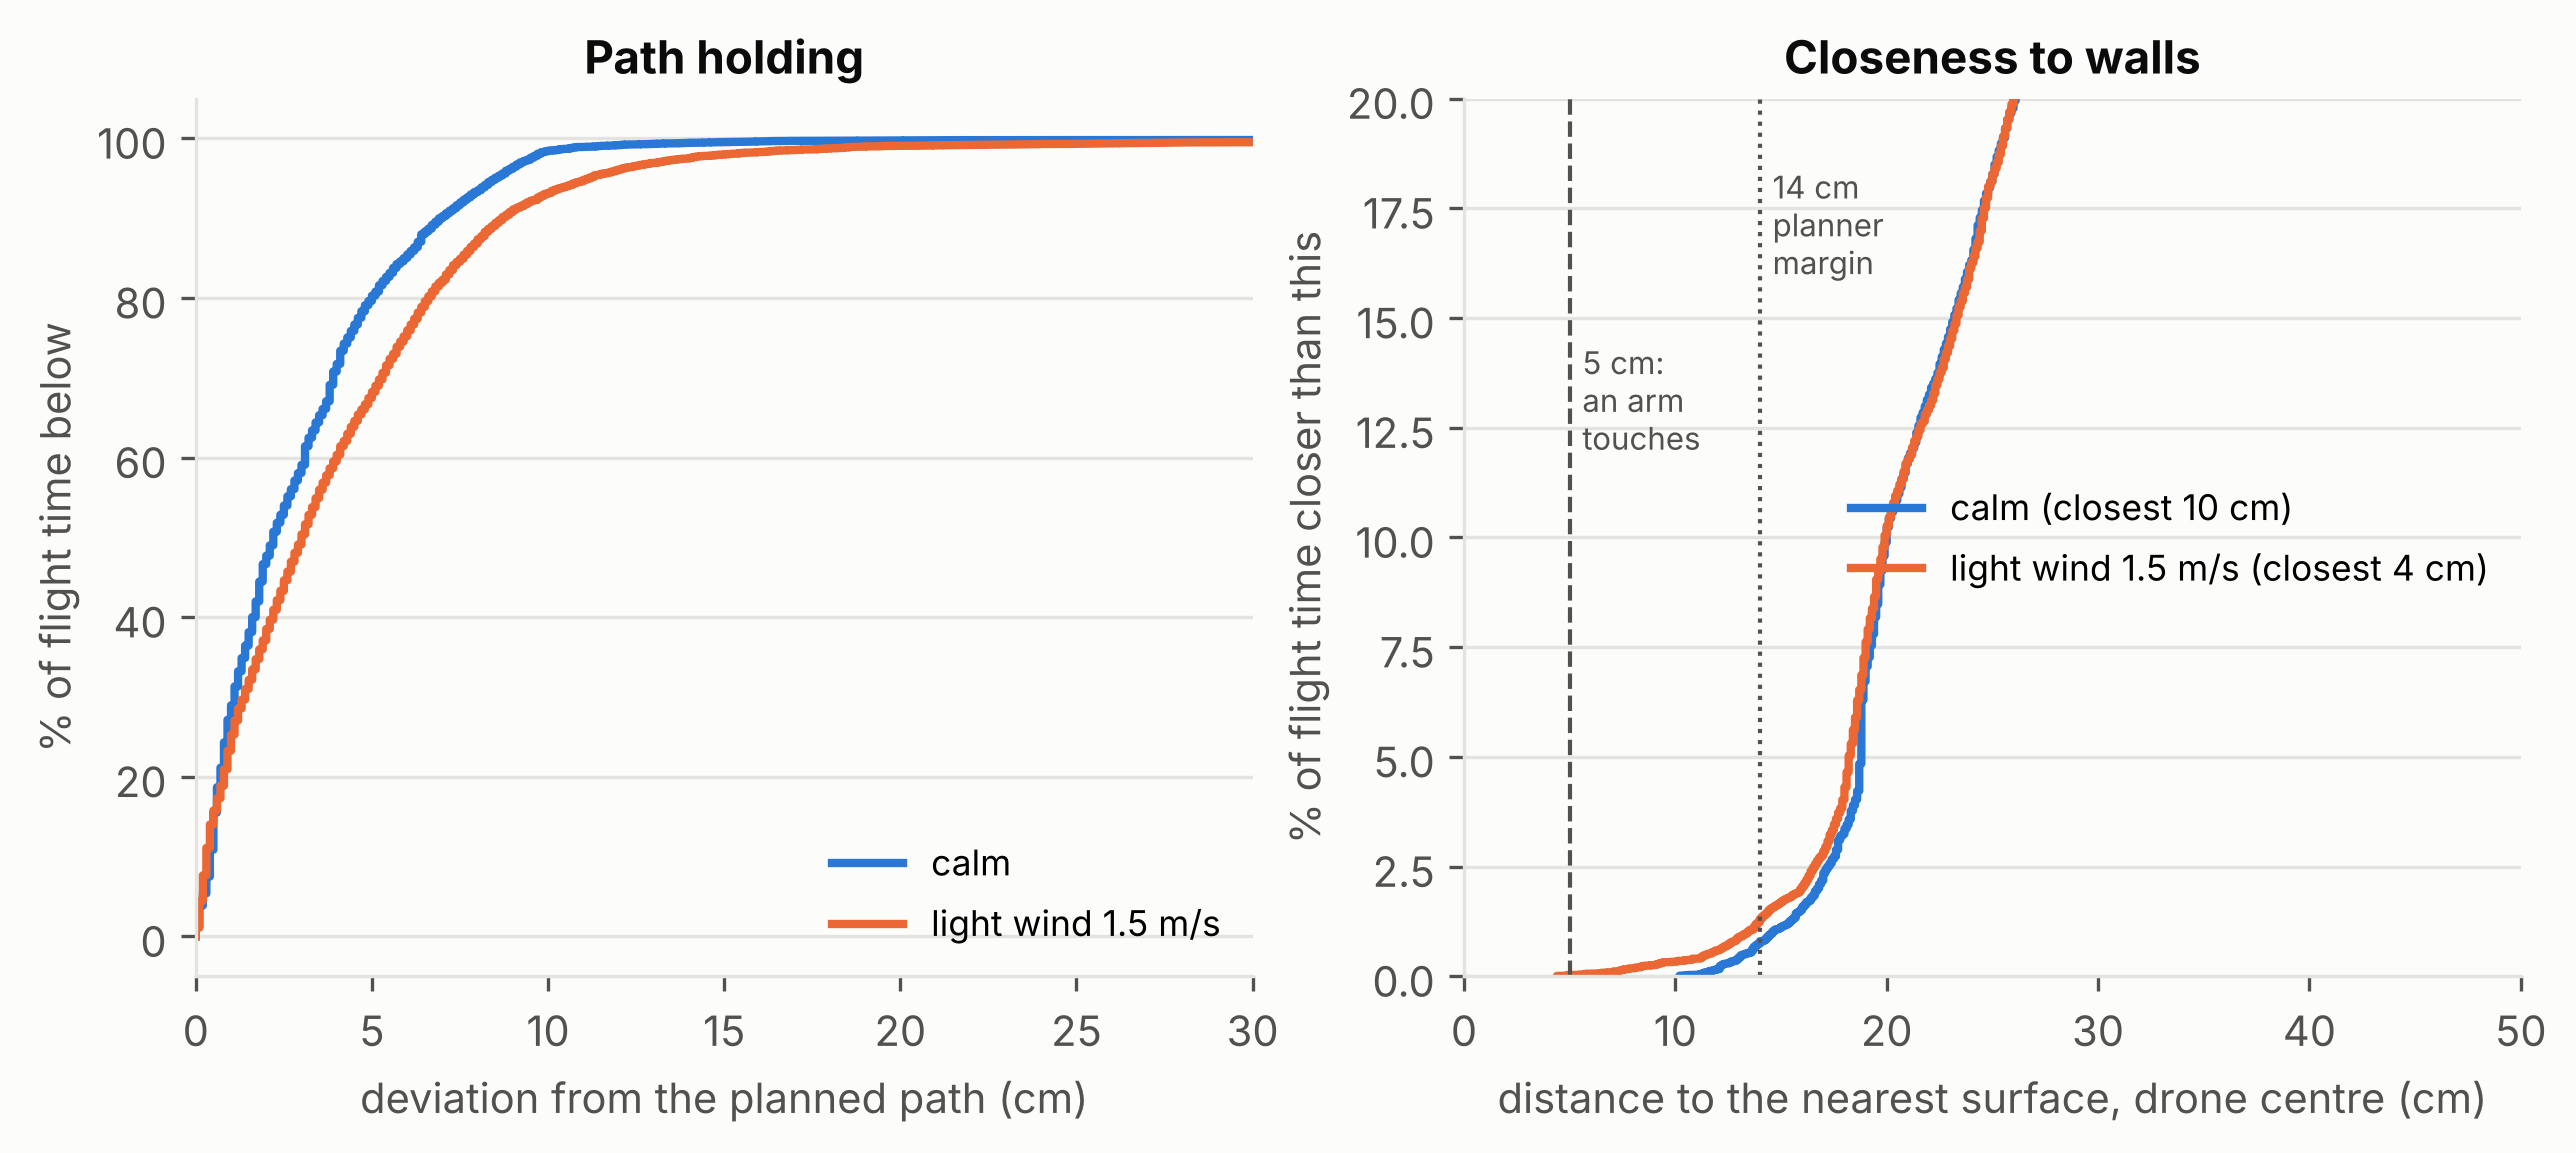 Path holding
% of flight time below
100
80
60
40
20
0
calm
light wind 1.5 m/s
0 5 10 15 20 25 30
deviation from the planned path (cm)
Closeness to walls
% of flight time closer than this
20.0
17.5
15.0
12.5
10.0
7.5
5.0
2.5
0.0
14 cm
planner
margin
5 cm:
an arm
touches
calm (closest 10 cm)
light wind 1.5 m/s (closest 4 cm)
0 10 20 30 40 50
distance to the nearest surface, drone centre (cm)